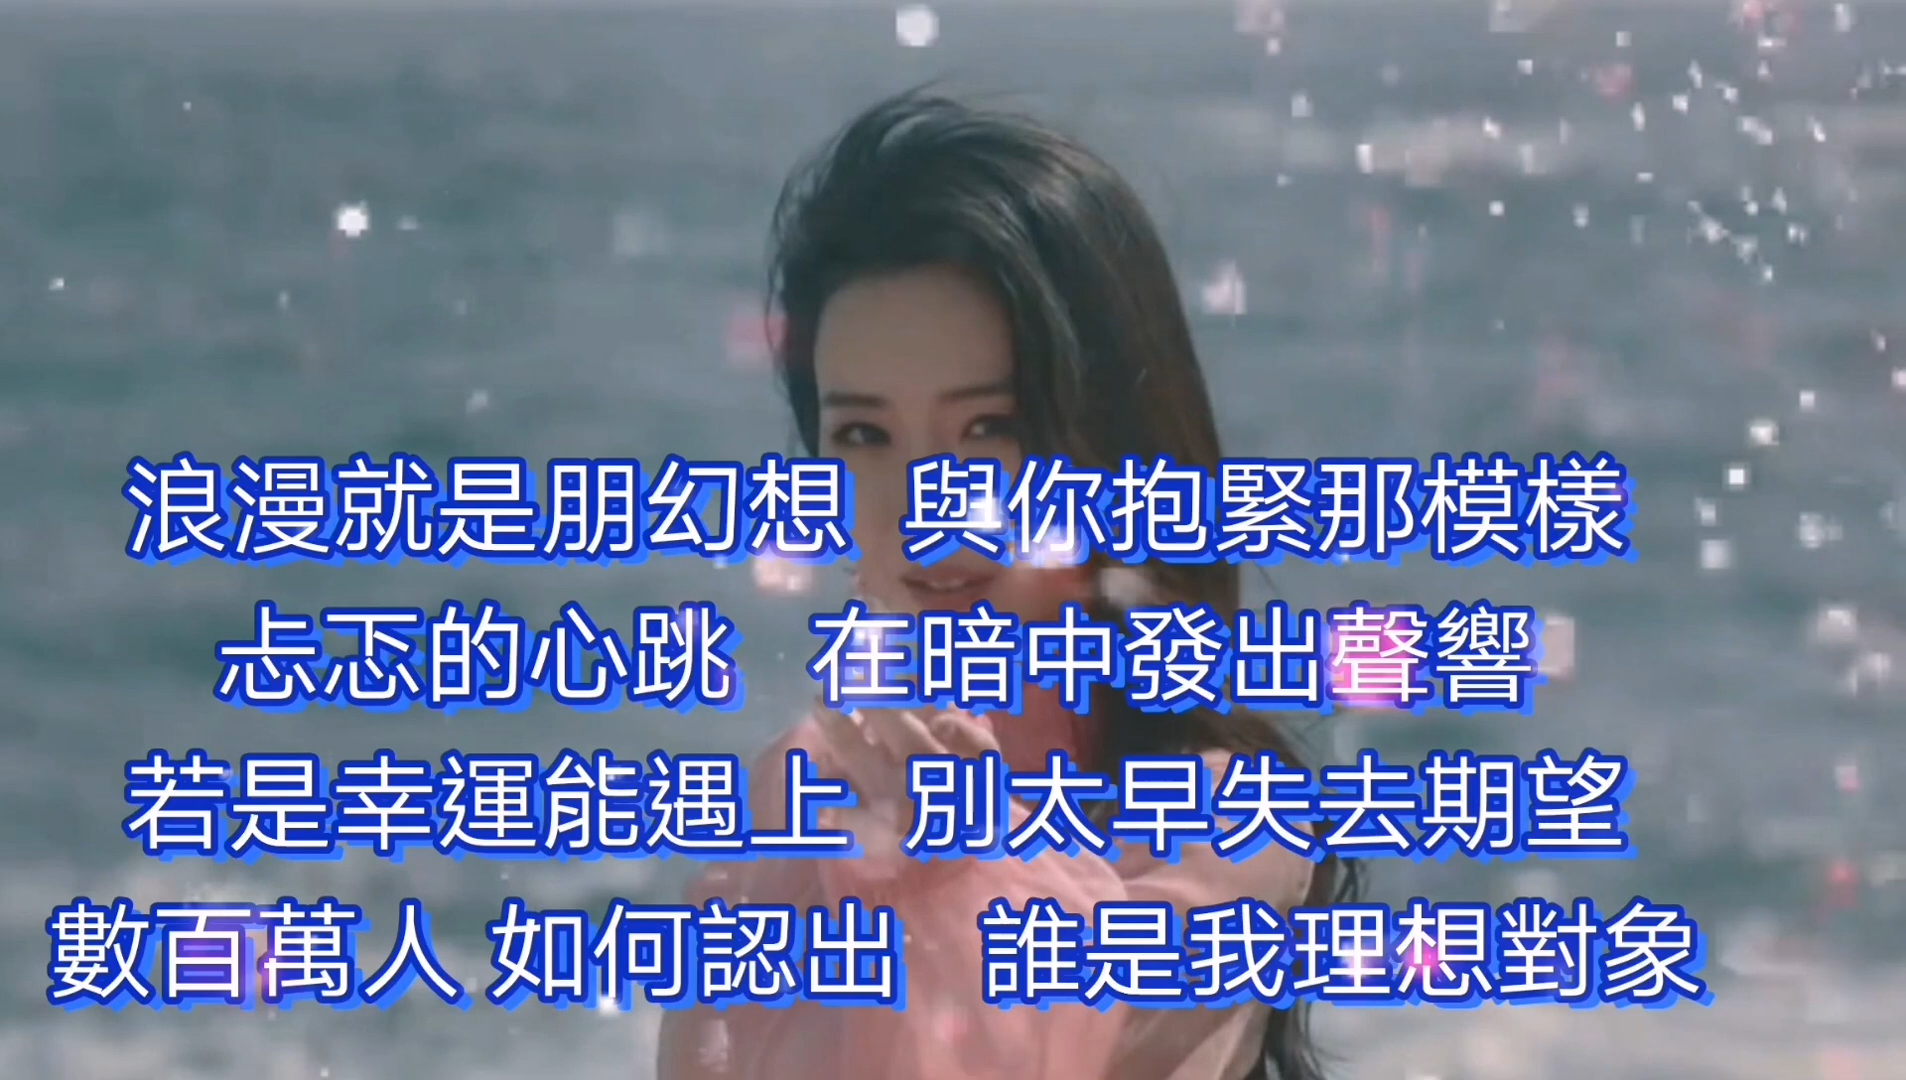 浪漫就是朋幻想 與你抱緊那模樣
忐忑的心跳 在暗中發出聲響
若是幸運能遇上 別太早失去期望
數百萬人 如何認出 誰是我理想對象